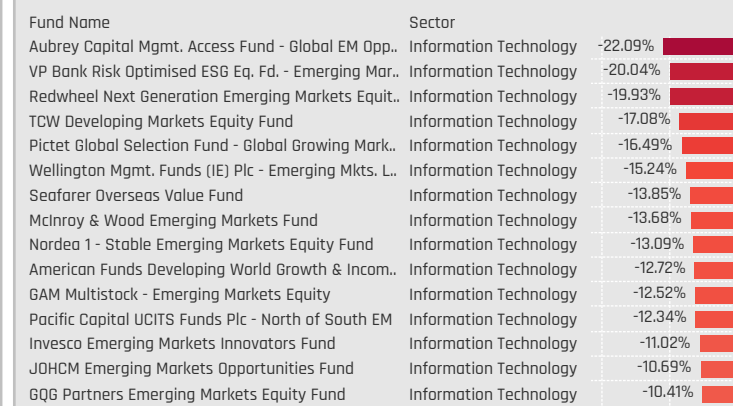 Fund Name Sector
Aubrey Capital Mgmt. Access Fund - Global EM Opp.. Information Technology -22.09%
VP Bank Risk Optimised ESG Eq. Fd. - Emerging Mar.. Information Technology -20.04%
Redwheel Next Generation Emerging Markets Equit.. Information Technology -19.93%
TCW Developing Markets Equity Fund Information Technology -17.08%
Pictet Global Selection Fund - Global Growing Mark.. Information Technology -16.49%
Wellington Mgmt. Funds (IE) Plc - Emerging Mkts. L.. Information Technology -15.24%
Seafarer Overseas Value Fund Information Technology -13.85%
McInroy & Wood Emerging Markets Fund Information Technology -13.68%
Nordea 1 - Stable Emerging Markets Equity Fund Information Technology -13.09%
American Funds Developing World Growth & Incom.. Information Technology -12.72%
GAM Multistock - Emerging Markets Equity Information Technology -12.52%
Pacific Capital UCITS Funds Plc - North of South EM Information Technology -12.34%
Invesco Emerging Markets Innovators Fund Information Technology -11.02%
JOHCM Emerging Markets Opportunities Fund Information Technology -10.69%
GQG Partners Emerging Markets Equity Fund Information Technology -10.41%